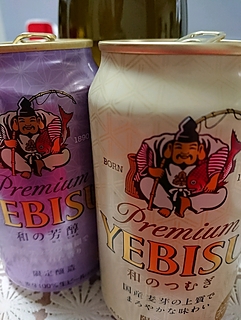 1890
Premium
YEBISU
和の芳醇
限定醸造
BORN
Premium
YEBISU
和のつむぎ
国産麦芽の上質で
まろやかな味わい